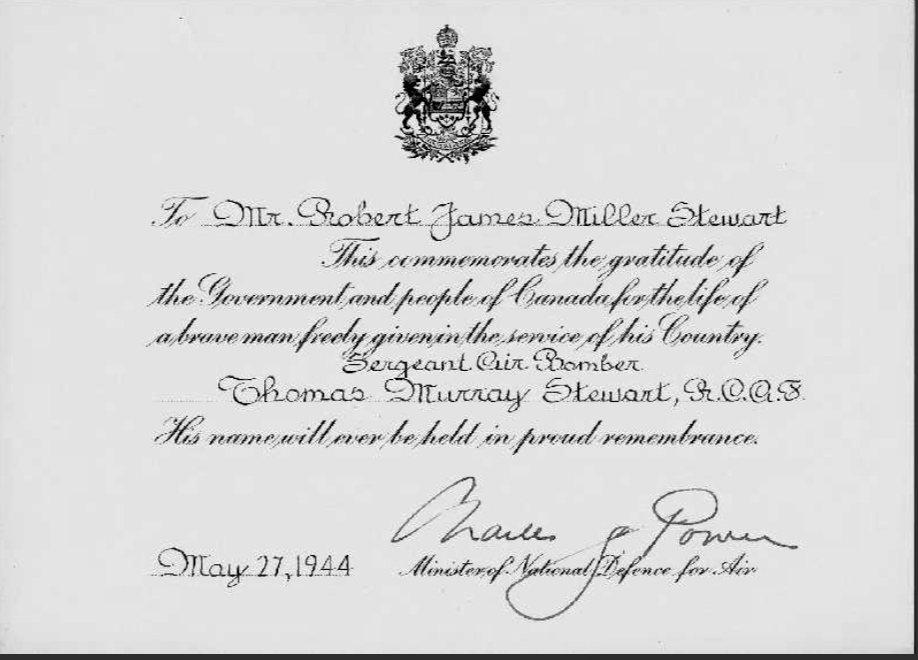 To Mr. Robert James Miller Stewart
This commemorates the gratitude of
the Government and people of Canada for the life of
a brave man freely given in the service of his Country.
Sergeant Air Bomber
Thomas Murray Stewart, R.C.A.F.
His name will ever be held in proud remembrance.
Charles G Power
May 27, 1944 Minister of National Defence for Air